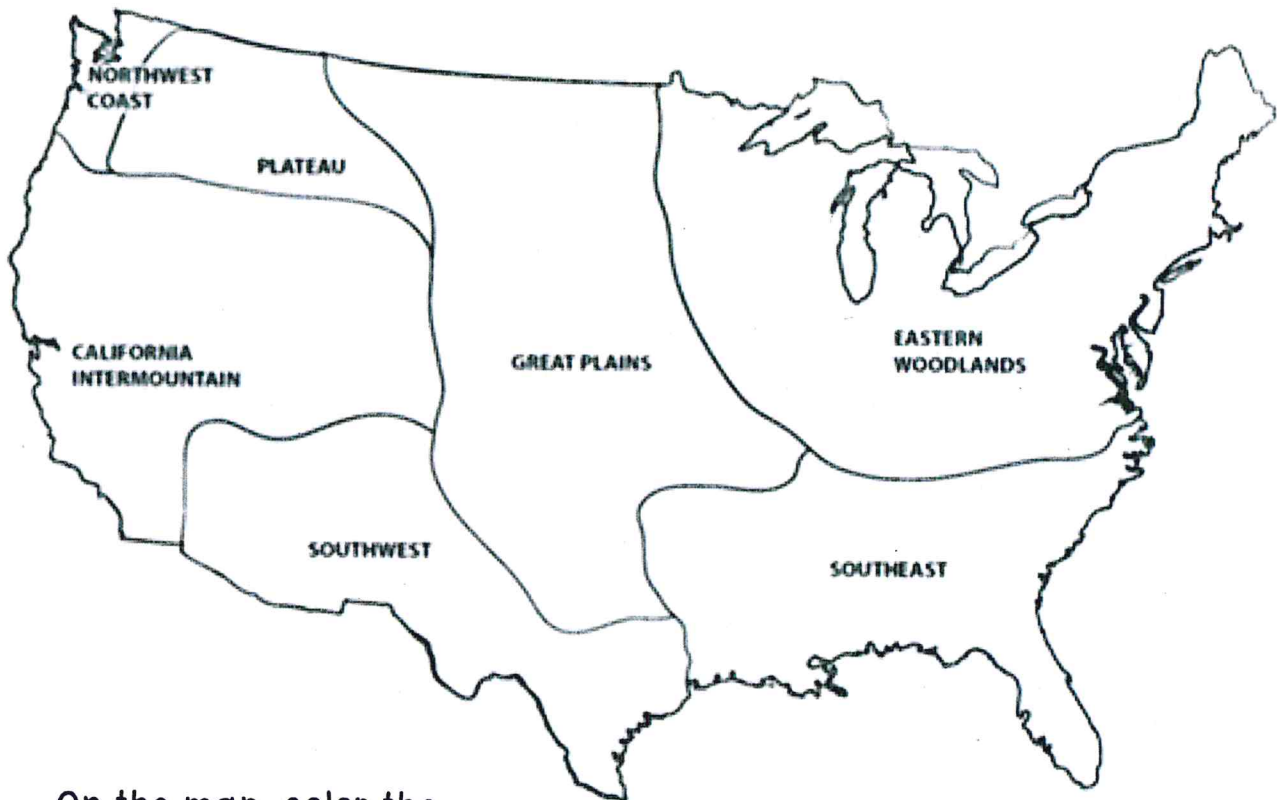 NORTHWEST
COAST
PLATEAU
CALIFORNIA
INTERMOUNTAIN
GREAT PLAINS
EASTERN
WOODLANDS
SOUTHWEST
SOUTHEAST
On the map, color the